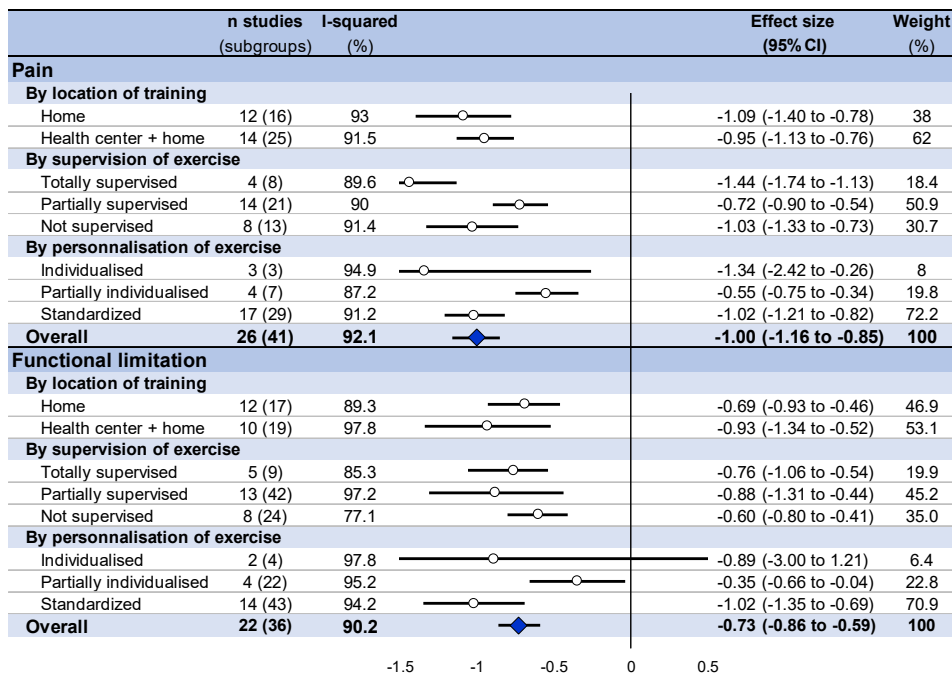 n studies I-squared Effect size Weight
(subgroups) (%) (95% CI) (%)
Pain
By location of training
Home 12 (16) 93 -1.09 (-1.40 to -0.78) 38
Health center + home 14 (25) 91.5 -0.95 (-1.13 to -0.76) 62
By supervision of exercise
Totally supervised 4 (8) 89.6 -1.44 (-1.74 to -1.13) 18.4
Partially supervised 14 (21) 90 -0.72 (-0.90 to -0.54) 50.9
Not supervised 8 (13) 91.4 -1.03 (-1.33 to -0.73) 30.7
By personnalisation of exercise
Individualised 3 (3) 94.9 -1.34 (-2.42 to -0.26) 8
Partially individualised 4 (7) 87.2 -0.55 (-0.75 to -0.34) 19.8
Standardized 17 (29) 91.2 -1.02 (-1.21 to -0.82) 72.2
Overall 26 (41) 92.1 -1.00 (-1.16 to -0.85) 100
Functional limitation
By location of training
Home 12 (17) 89.3 -0.69 (-0.93 to -0.46) 46.9
Health center + home 10 (19) 97.8 -0.93 (-1.34 to -0.52) 53.1
By supervision of exercise
Totally supervised 5 (9) 85.3 -0.76 (-1.06 to -0.54) 19.9
Partially supervised 13 (42) 97.2 -0.88 (-1.31 to -0.44) 45.2
Not supervised 8 (24) 77.1 -0.60 (-0.80 to -0.41) 35.0
By personnalisation of exercise
Individualised 2 (4) 97.8 -0.89 (-3.00 to 1.21) 6.4
Partially individualised 4 (22) 95.2 -0.35 (-0.66 to -0.04) 22.8
Standardized 14 (43) 94.2 -1.02 (-1.35 to -0.69) 70.9
Overall 22 (36) 90.2 -0.73 (-0.86 to -0.59) 100
-1.5 -1 -0.5 0 0.5